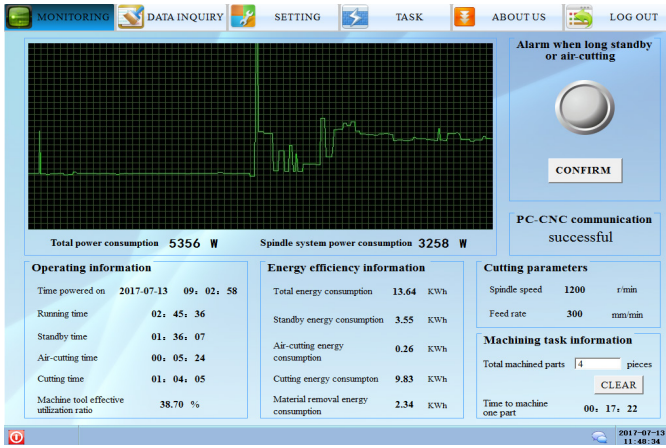 MONITORING DATA INQUIRY SETTING TASK ABOUT US LOG OUT
Alarm when long standby
or air-cutting
CONFIRM
Total power consumption 5356 W Spindle system power consumption 3258 W
PC-CNC communication
successful
Operating information
Time powered on 2017-07-13 09: 02: 58
Running time 02: 45: 36
Standby time 01: 36: 07
Air-cutting time 00: 05: 24
Cutting time 01: 04: 05
Machine tool effective
utilization ratio 38.70 %
Energy efficiency information
Total energy consumption 13.64 KWh
Standby energy consumption 3.55 KWh
Air-cutting energy
consumption 0.26 KWh
Cutting energy consumpton 9.83 KWh
Material removal energy
consumption 2.34 KWh
Cutting parameters
Spindle speed 1200 r/min
Feed rate 300 mm/min
Machining task information
Total machined parts 4 pieces
CLEAR
Time to machine
one part 00: 17: 22
2017-07-13
11:48:34